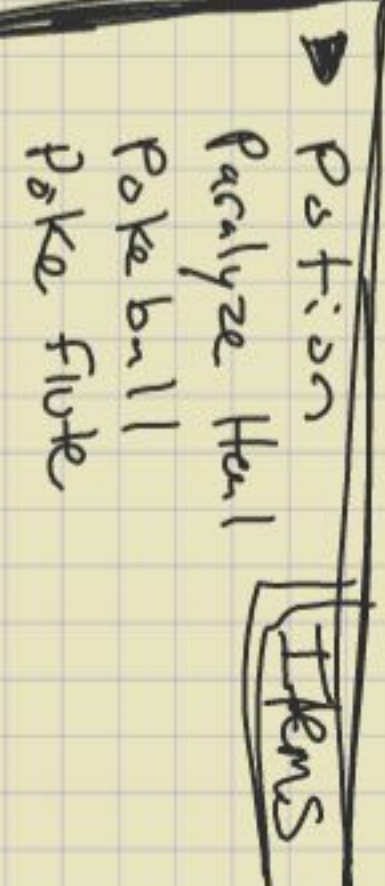 ▶ Potion
Paralyze Heal
Poke ball
Poke flute
Items